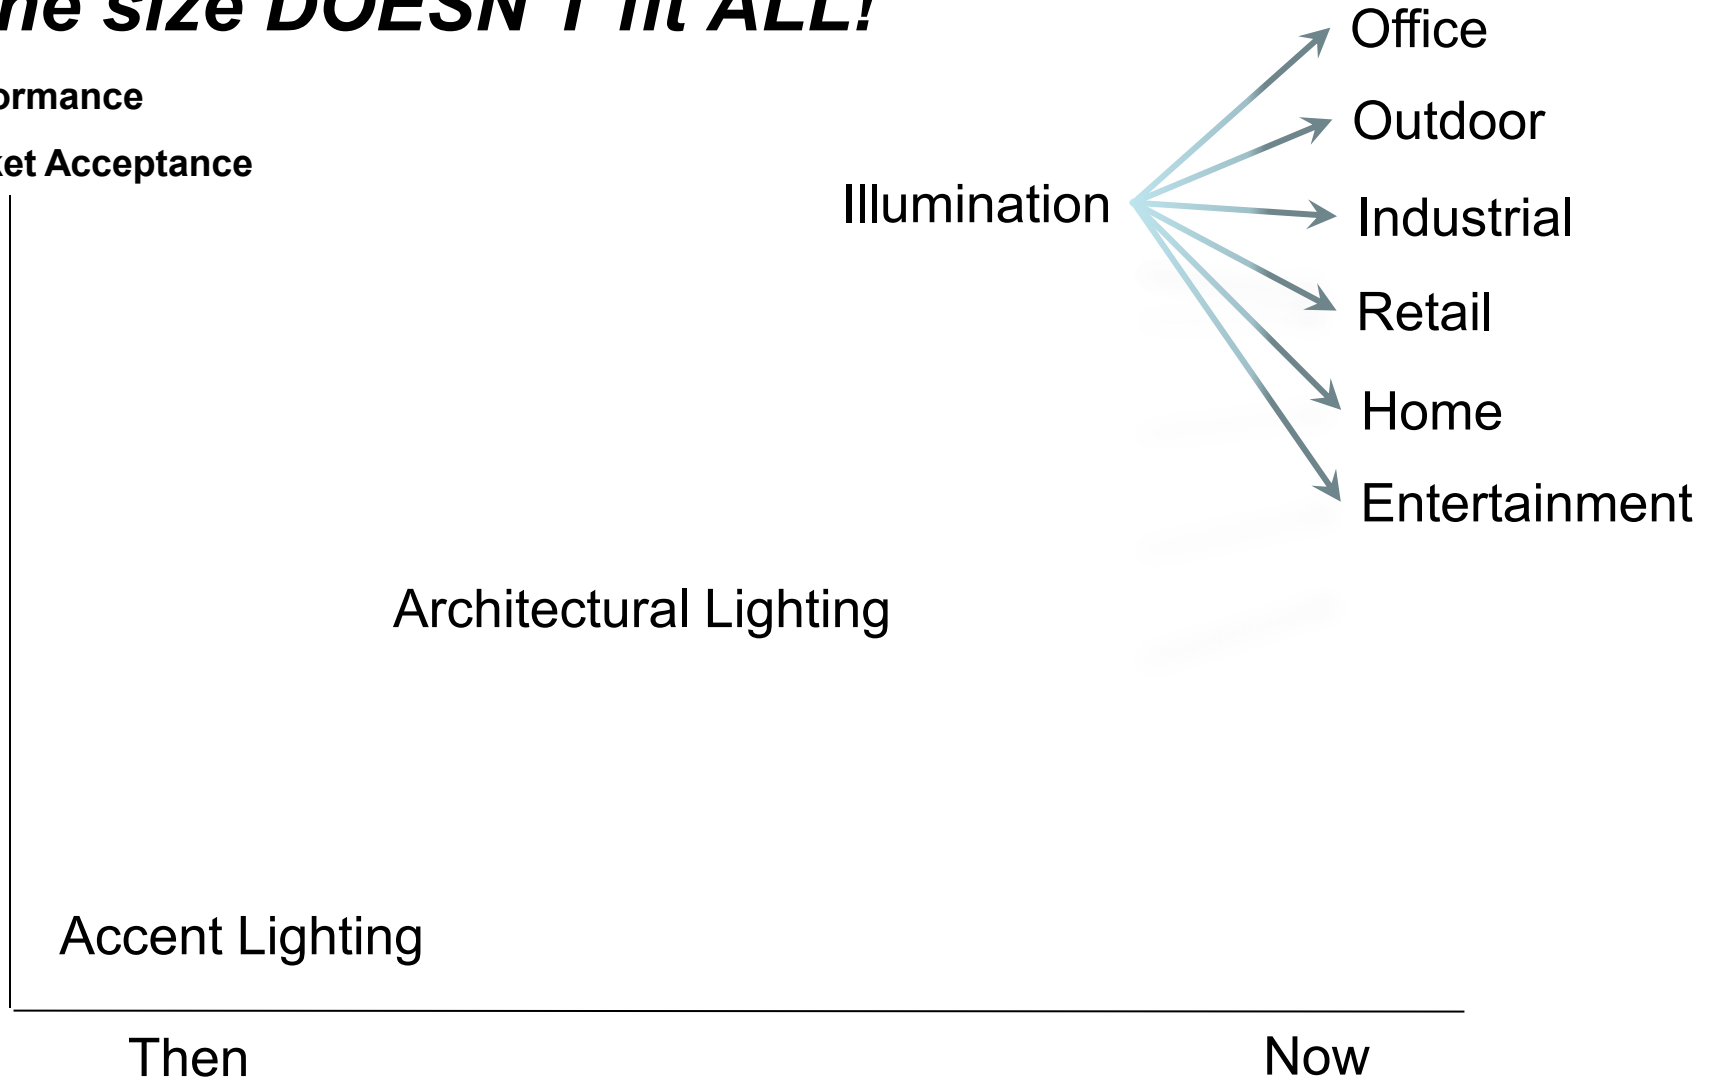 ne size DOESN'T fit ALL!
ormance
ket Acceptance
Office
Outdoor
Illumination
Industrial
Retail
Home
Entertainment
Architectural Lighting
Accent Lighting
Then
Now